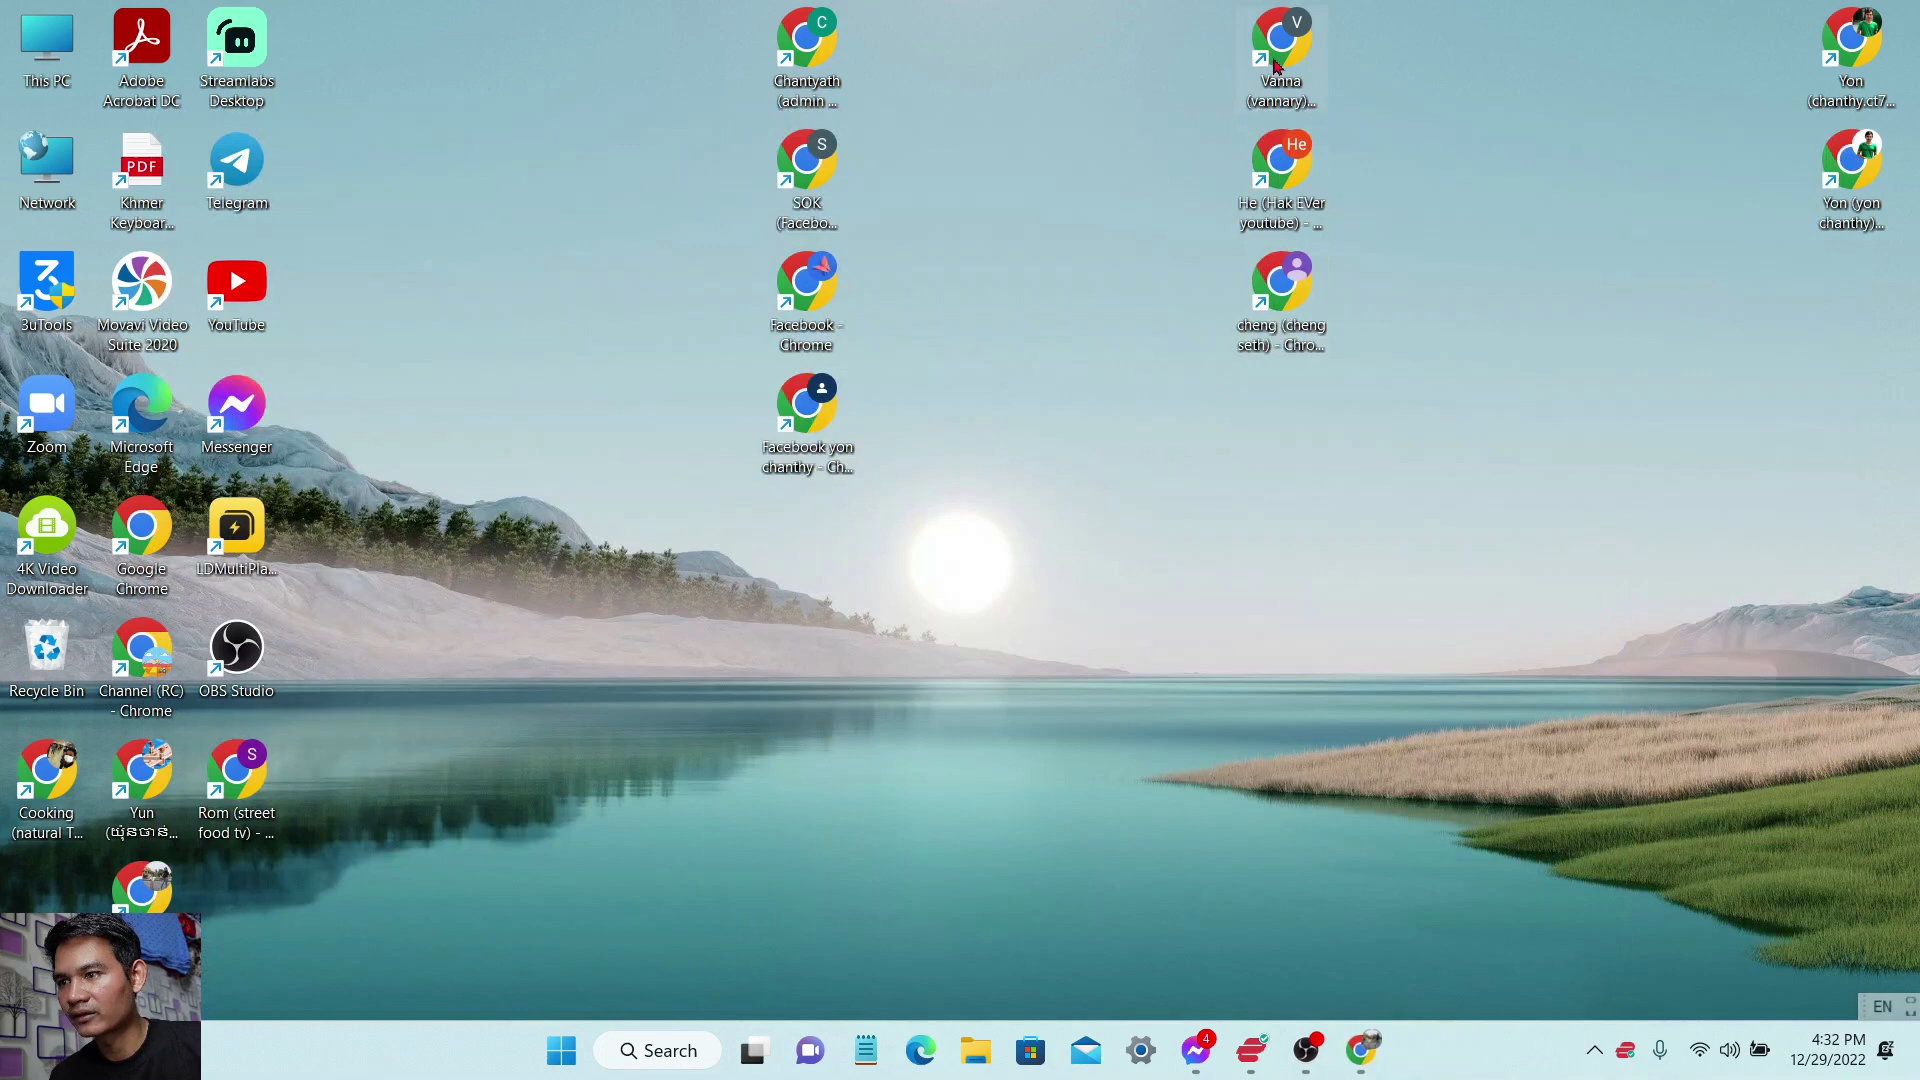 This PC
Adobe
Acrobat DC
Streamlabs
Desktop
C
Chantyath
(admin ...
V
Vanna
(vannary)...
Yon
(chanthy.ct7...
Network
PDF
Khmer
Keyboar...
Telegram
S
SOK
(Facebo...
He
He (Hak EVer
youtube) - ...
Yon (yon
chanthy)...
3uTools
Movavi Video
Suite 2020
YouTube
Facebook -
Chrome
cheng (cheng
seth) - Chro...
Zoom
Microsoft
Edge
Messenger
Facebook yon
chanthy - Ch...
4K Video
Downloader
Google
Chrome
LDMultiPla...
Recycle Bin
Channel (RC)
- Chrome
OBS Studio
Cooking
(natural T...
Yun
(យ៉ុនចាន់...
S
Rom (street
food tv) - ...
EN
Search
4
4:32 PM
12/29/2022